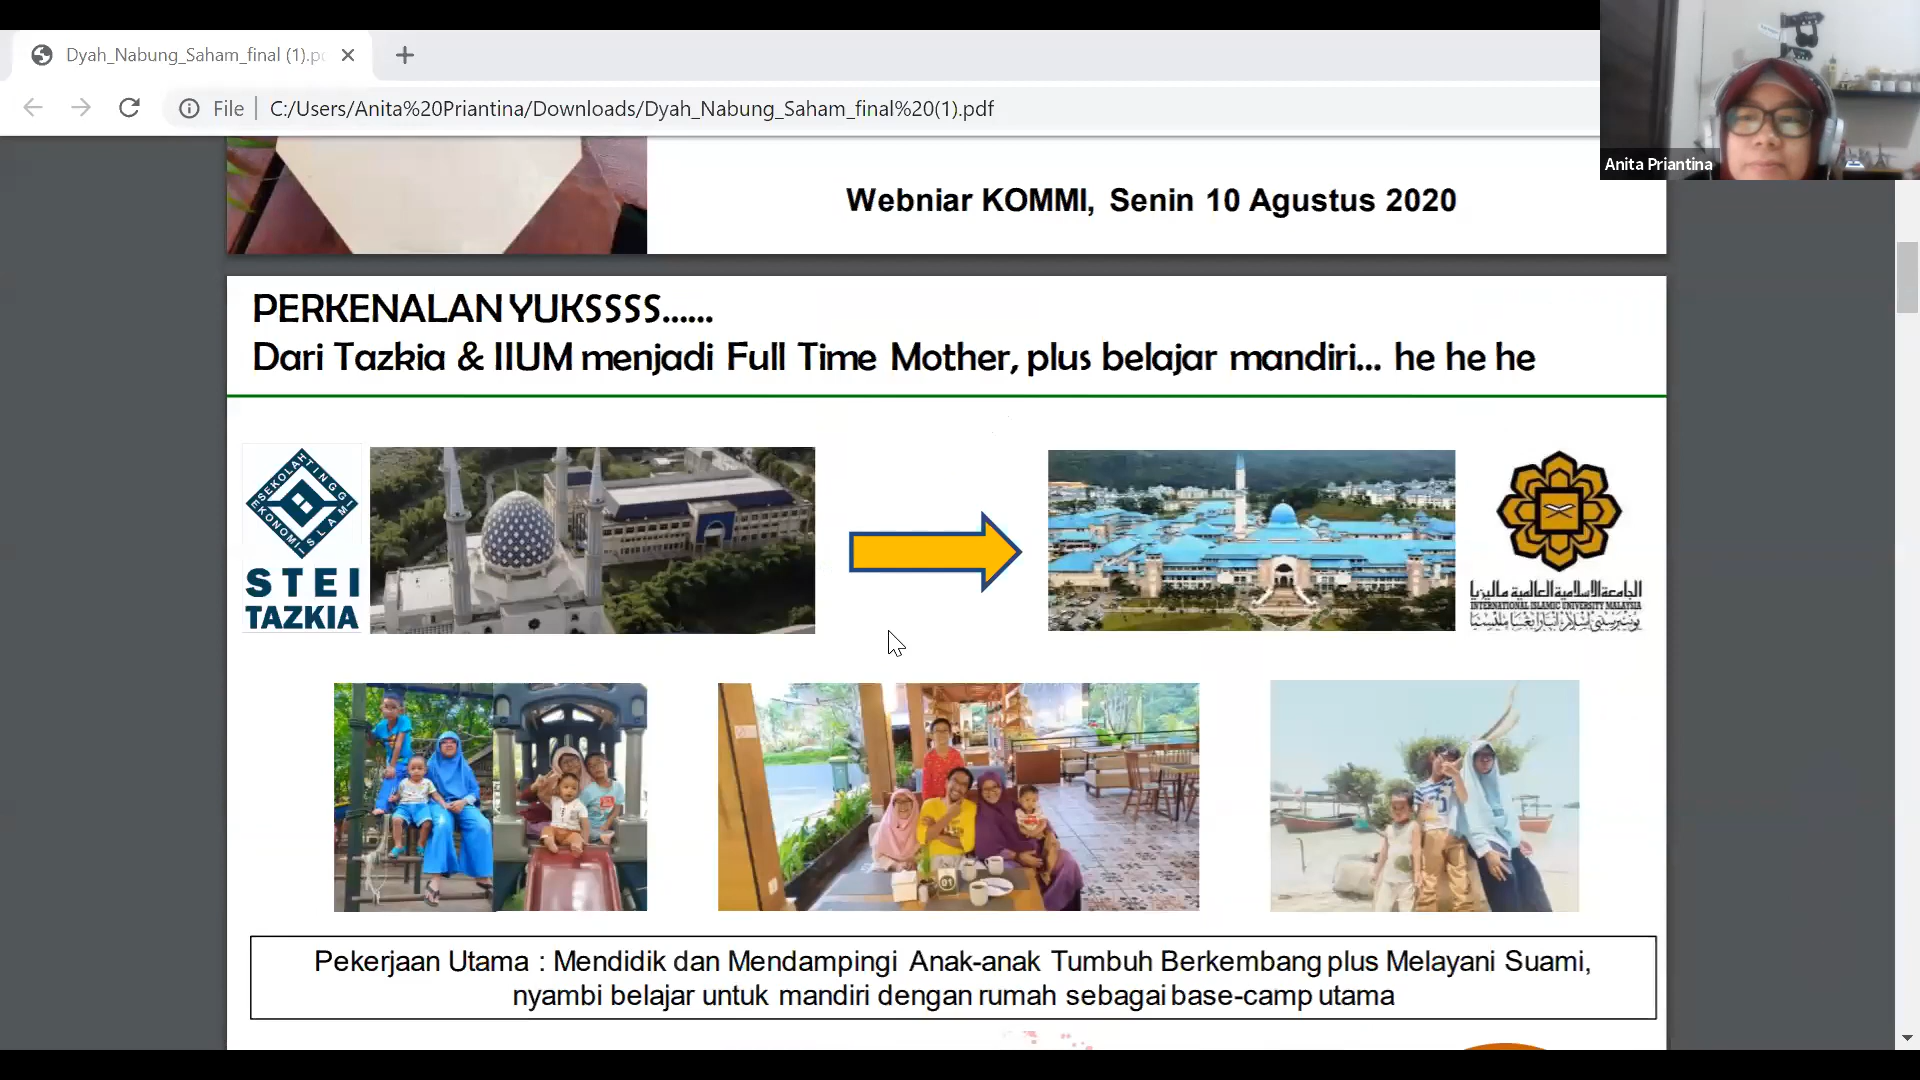 Dyah_Nabung_Saham_final (1).p
File
C:/Users/Anita%20Priantina/Downloads/Dyah_Nabung_Saham_final%20(1).pdf
Anita Priantina
Webniar KOMMI, Senin 10 Agustus 2020
PERKENALAN YUKSSSS......
Dari Tazkia & IIUM menjadi Full Time Mother, plus belajar mandiri... he he he
SEKOLAH TINGGI
EKONOMI ISLAM
STEI
TAZKIA
الجامعة الإسلامية العالمية ماليزيا
INTERNATIONAL ISLAMIC UNIVERSITY MALAYSIA
01
Pekerjaan Utama : Mendidik dan Mendampingi Anak-anak Tumbuh Berkembang plus Melayani Suami,
nyambi belajar untuk mandiri dengan rumah sebagai base-camp utama